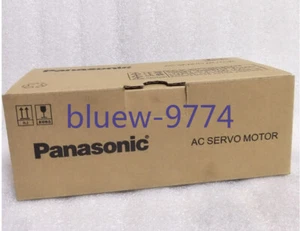 Panasonic
bluew-9774
Panasonic
AC SERVO MOTOR